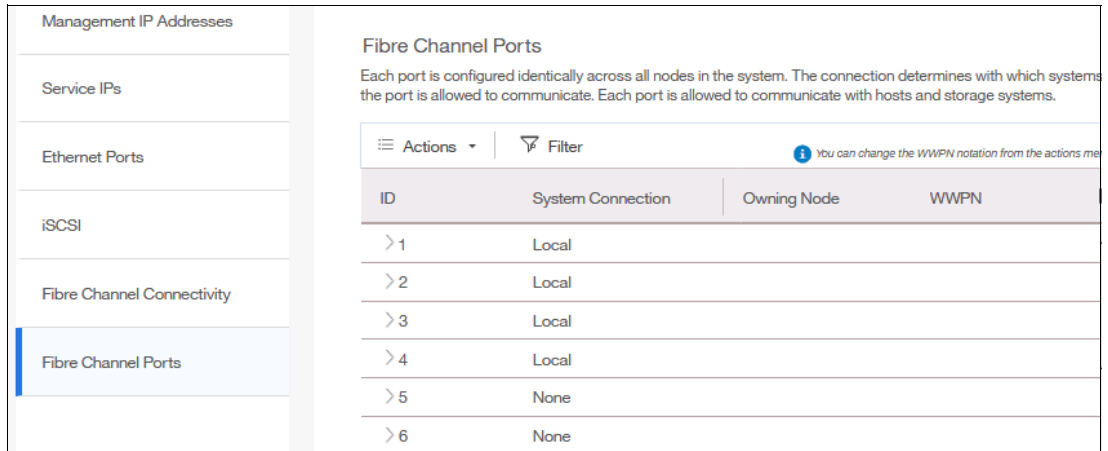 Management IP Addresses
Service IPs
Ethernet Ports
iSCSI
Fibre Channel Connectivity
Fibre Channel Ports
Fibre Channel Ports
Each port is configured identically across all nodes in the system. The connection determines with which systems
the port is allowed to communicate. Each port is allowed to communicate with hosts and storage systems.
Actions Filter
You can change the WWPN notation from the actions
ID System Connection Owning Node WWPN
1 Local
2 Local
3 Local
4 Local
5 None
6 None